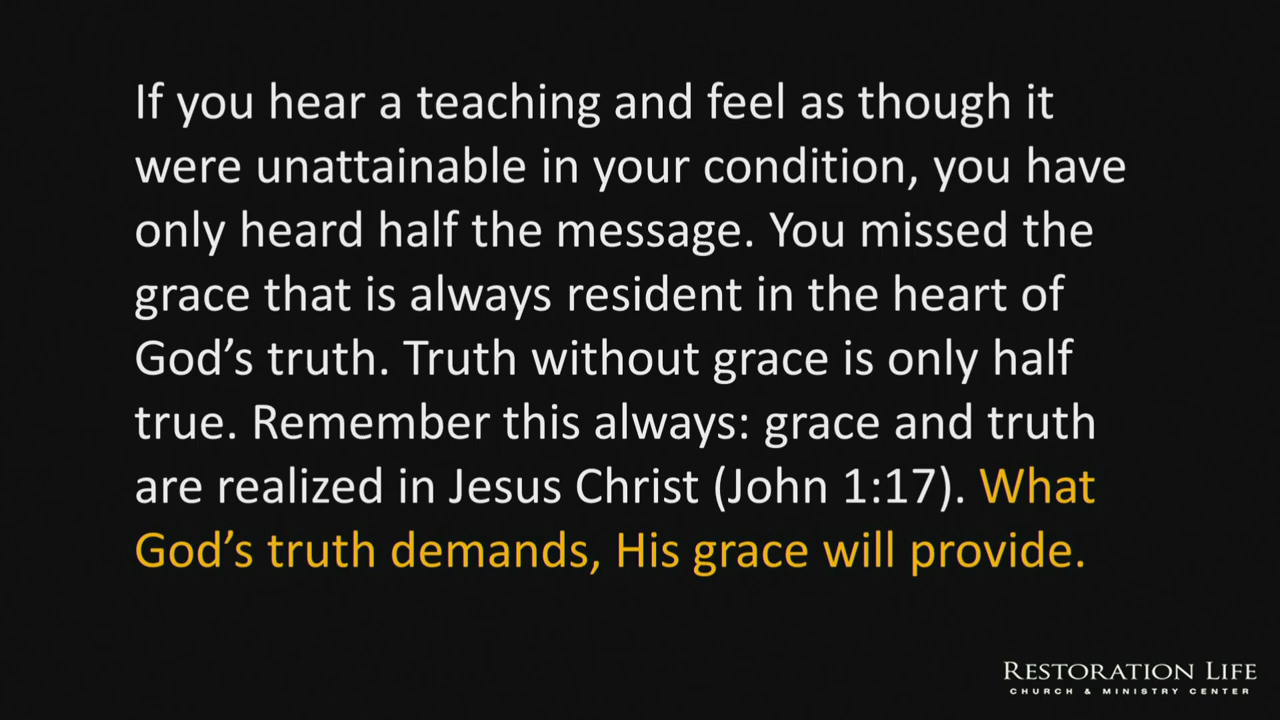 If you hear a teaching and feel as though it
were unattainable in your condition, you have
only heard half the message. You missed the
grace that is always resident in the heart of
God’s truth. Truth without grace is only half
true. Remember this always: grace and truth
are realized in Jesus Christ (John 1:17). What
God’s truth demands, His grace will provide.
RESTORATION LIFE
CHURCH & MINISTRY CENTER